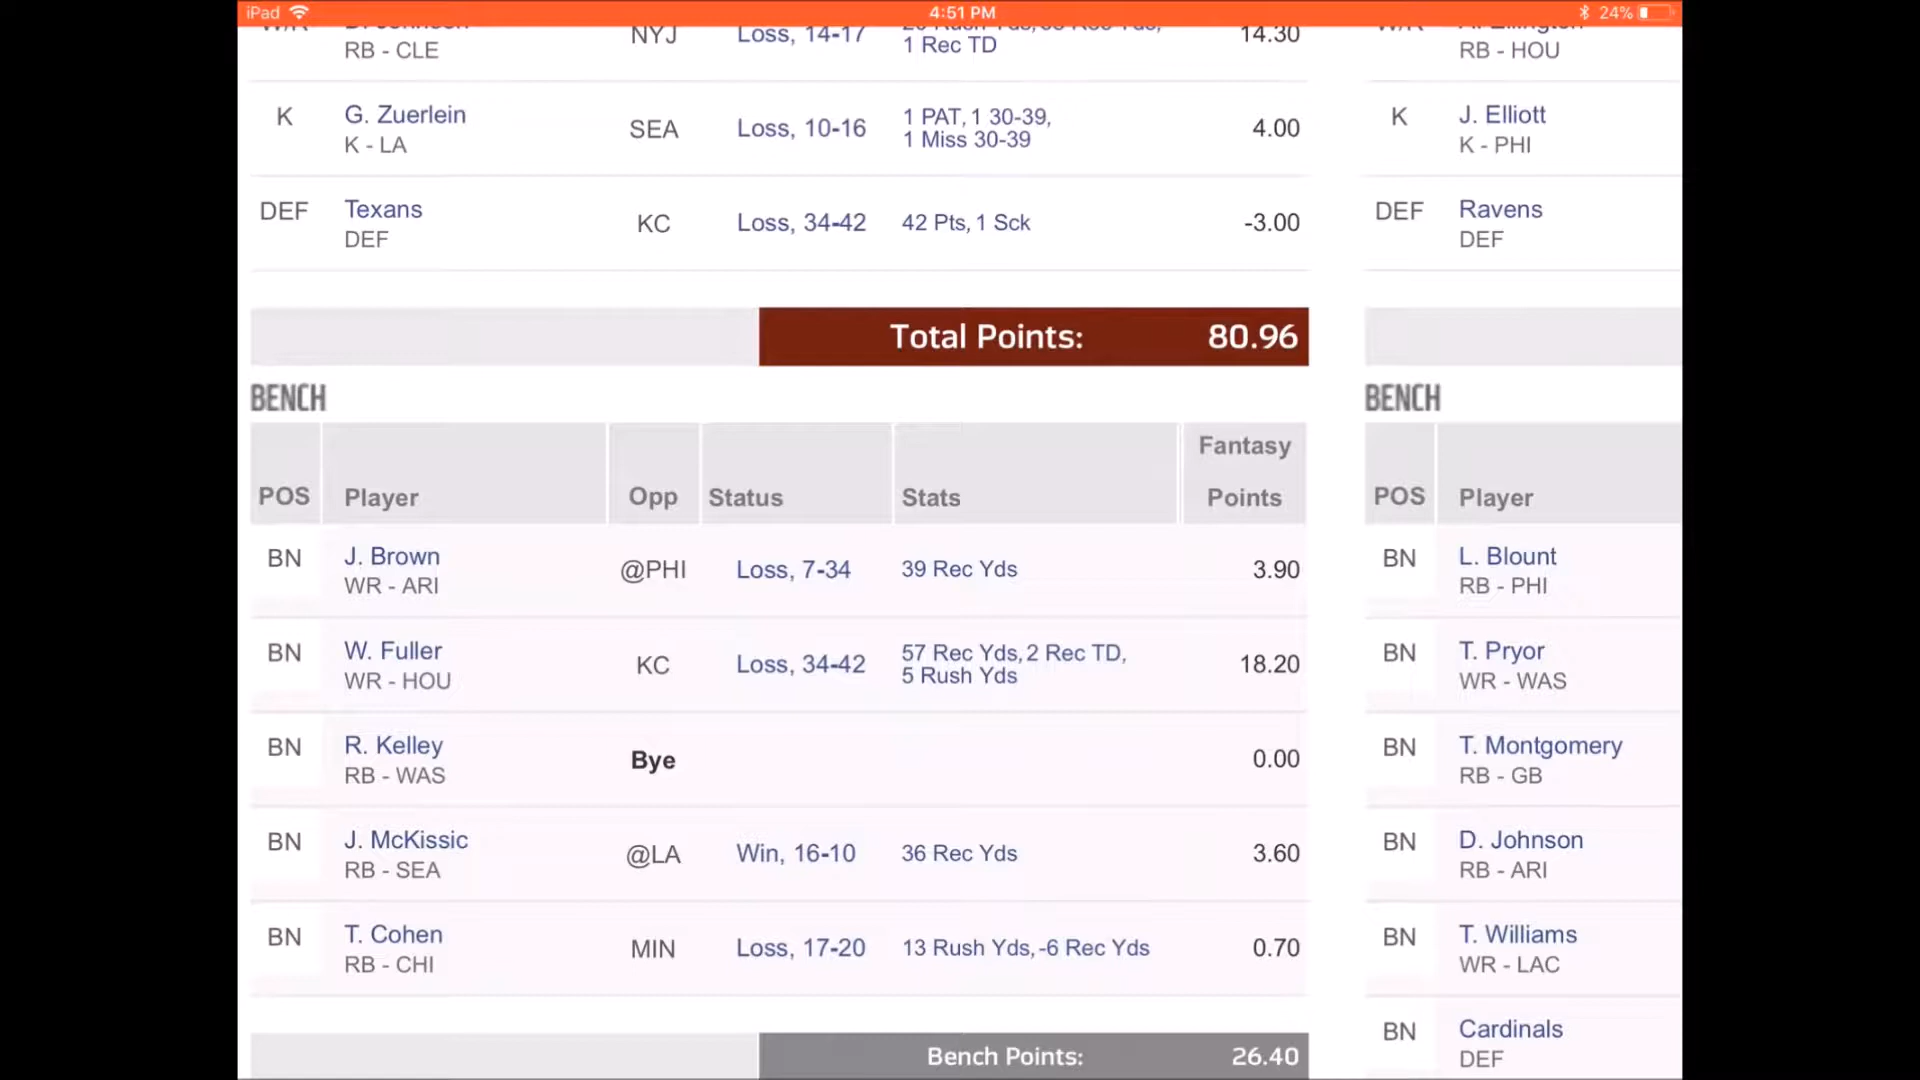 iPad 4:51 PM 24%
RB - CLE
NYJ
Loss, 14-17
1 Rec TD
14.30
RB - HOU
K
G. Zuerlein
K - LA
SEA
Loss, 10-16
1 PAT, 1 30-39,
1 Miss 30-39
4.00
K
J. Elliott
K - PHI
DEF
Texans
DEF
KC
Loss, 34-42
42 Pts, 1 Sck
-3.00
DEF
Ravens
DEF
Total Points: 80.96
BENCH
BENCH
POS
Player
Opp
Status
Stats
Fantasy
Points
POS
Player
BN
J. Brown
WR - ARI
@PHI
Loss, 7-34
39 Rec Yds
3.90
BN
L. Blount
RB - PHI
BN
W. Fuller
WR - HOU
KC
Loss, 34-42
57 Rec Yds, 2 Rec TD,
5 Rush Yds
18.20
BN
T. Pryor
WR - WAS
BN
R. Kelley
RB - WAS
Bye
0.00
BN
T. Montgomery
RB - GB
BN
J. McKissic
RB - SEA
@LA
Win, 16-10
36 Rec Yds
3.60
BN
D. Johnson
RB - ARI
BN
T. Cohen
RB - CHI
MIN
Loss, 17-20
13 Rush Yds, -6 Rec Yds
0.70
BN
T. Williams
WR - LAC
BN
Cardinals
DEF
Bench Points: 26.40